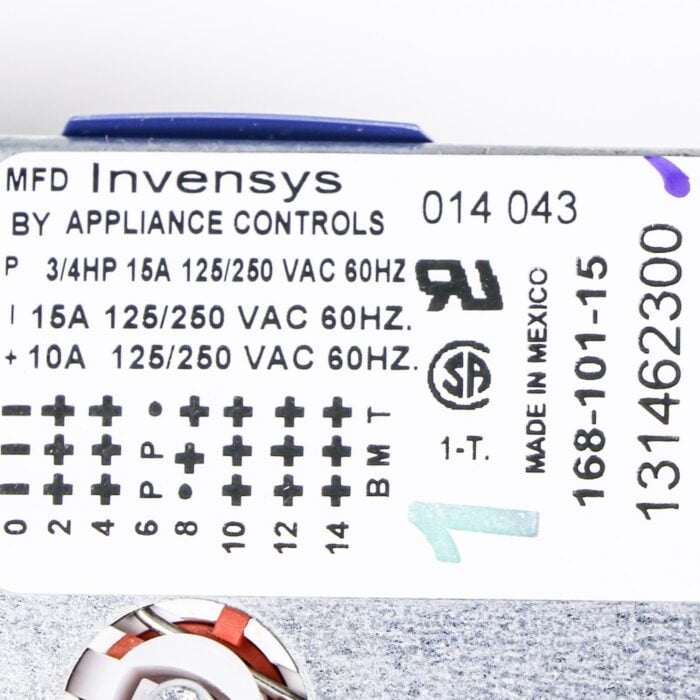 MFD Invensys
BY APPLIANCE CONTROLS
014 043
P 3/4HP 15A 125/250 VAC 60HZ
I 15A 125/250 VAC 60HZ.
+ 10A 125/250 VAC 60HZ.
− + + • + + + + T
− + + P + + + + M
− + + P • + + + B
0 2 4 6 8 10 12 14
RU
SA
1-T.
1
MADE IN MEXICO
168-101-15
131462300